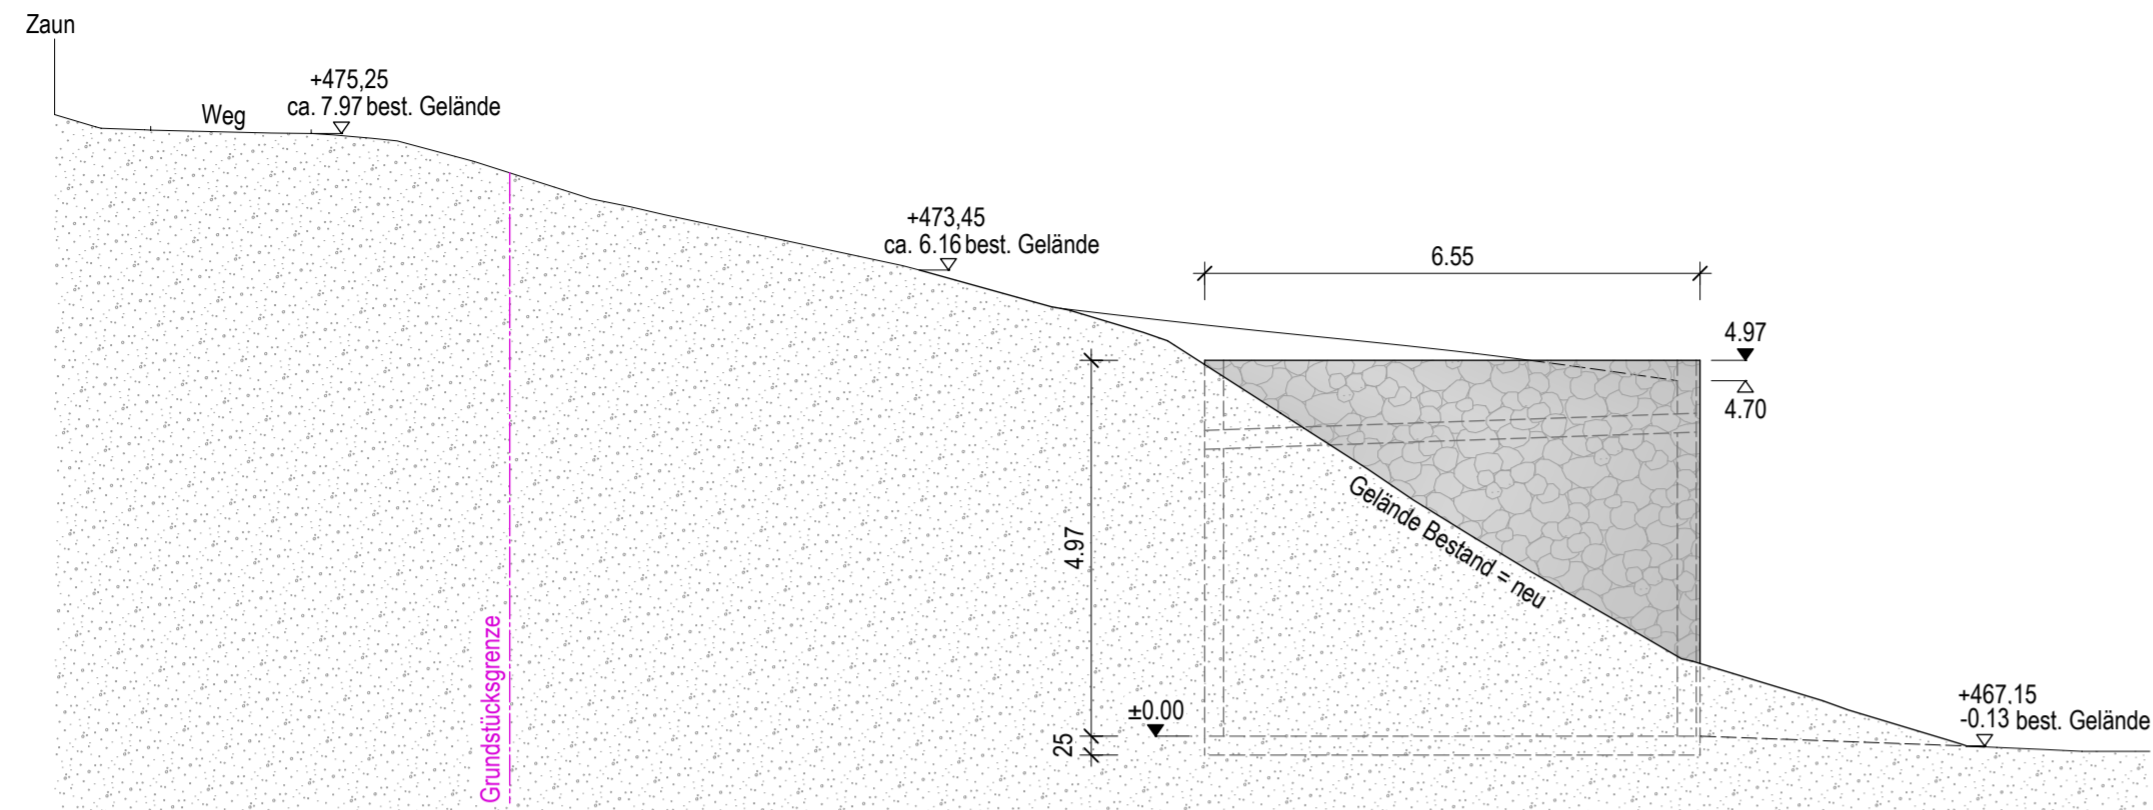 Zaun
+475,25
ca. 7.97 best. Gelände
Weg
+473,45
ca. 6.16 best. Gelände
6.55
4.97
4.70
4.97
Gelände Bestand = neu
Grundstücksgrenze
±0.00
25
+467.15
-0.13 best. Gelände